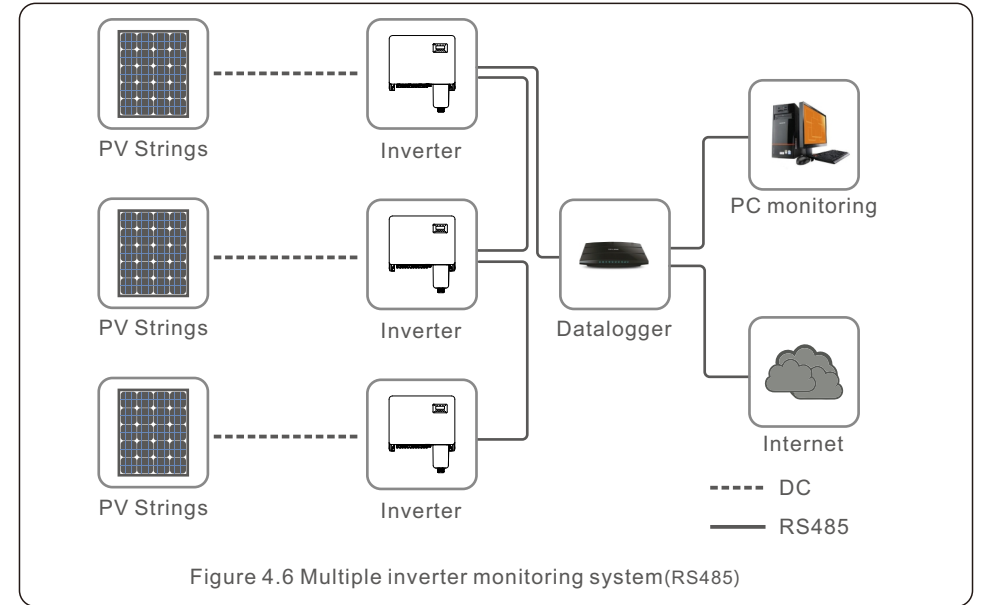 PV Strings
Inverter
PC monitoring
PV Strings
Inverter
Datalogger
Internet
DC
PV Strings
Inverter
RS485
Figure 4.6 Multiple inverter monitoring system(RS485)